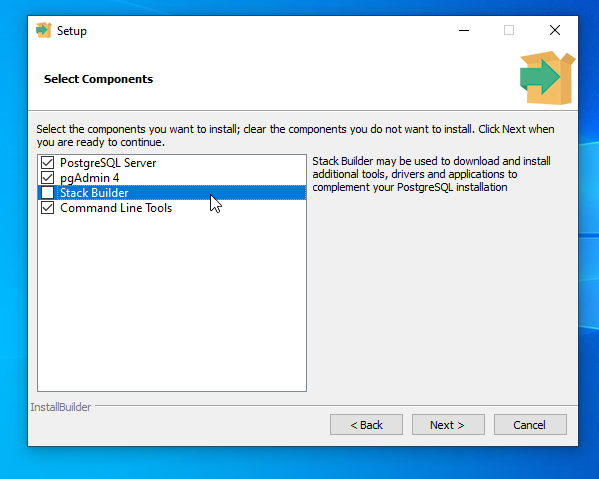 Setup
Select Components
Select the components you want to install; clear the components you do not want to install. Click Next when
you are ready to continue.
PostgreSQL Server
pgAdmin 4
Stack Builder
Command Line Tools
Stack Builder may be used to download and install
additional tools, drivers and applications to
complement your PostgreSQL installation
InstallBuilder
< Back
Next >
Cancel